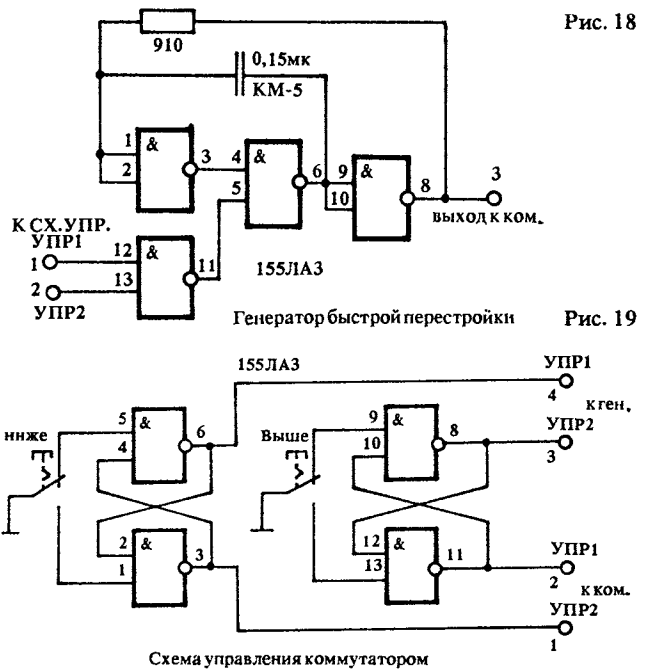 Рис. 18
910
0,15мк
КМ-5
1
&
2
3
4
&
5
6
9
&
10
8
3
выход к ком.
К СХ.УПР.
УПР1
1
12
&
13
11
2
УПР2
155ЛА3
Генератор быстрой перестройки
Рис. 19
155ЛА3
УПР1
4
к ген.
УПР2
3
ниже
5
&
4
6
Выше
9
&
10
8
2
&
1
3
12
&
13
11
УПР1
2
к ком.
УПР2
1
Схема управления коммутатором